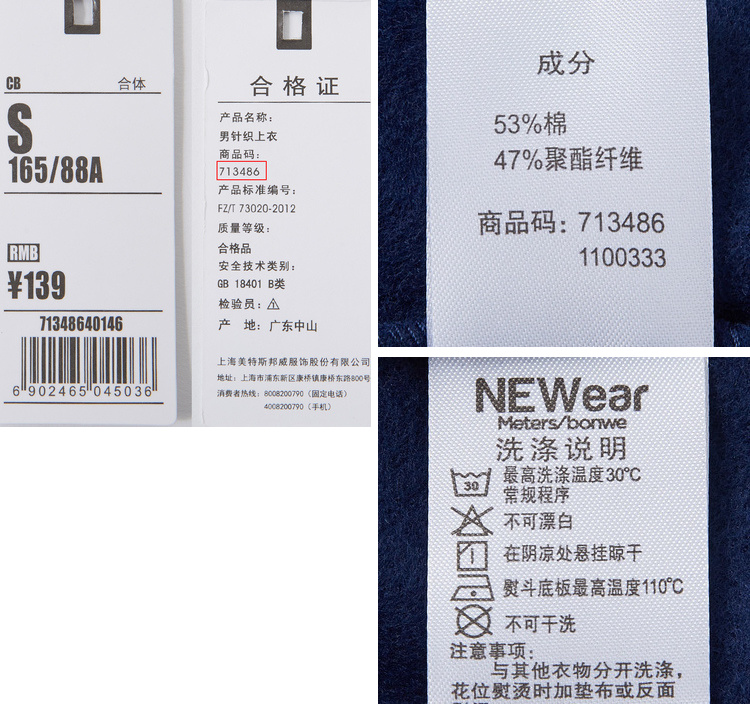 CB 合体
S
165/88A
RMB
¥139
71348640146
6 902465 045036
合格证
产品名称:
男针织上衣
商品码:
713486
产品标准编号:
FZ/T 73020-2012
质量等级:
合格品
安全技术类别:
GB 18401 B类
检验员:
产 地: 广东中山
上海美特斯邦威服饰股份有限公司
地址: 上海市浦东新区康桥镇康桥东路800号
消费者热线: 8008200790 (固定电话)
4008200790 (手机)
成分
53%棉
47%聚酯纤维
商品码: 713486
1100333
NEWear
Meters/bonwe
洗涤说明
30
最高洗涤温度30℃
常规程序
不可漂白
在阴凉处悬挂晾干
熨斗底板最高温度110℃
不可干洗
注意事项:
与其他衣物分开洗涤,
花位熨烫时加垫布或反面